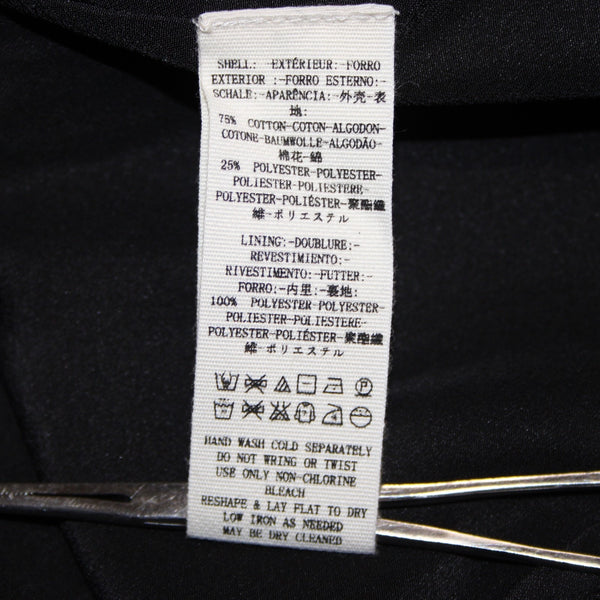 SHELL:- EXTÉRIEUR:-FORRO
EXTERIOR :-FORRO ESTERNO:-
SCHALE:-APARÊNCIA:-外壳-表
地:
75% COTTON-COTON-ALGODON-
COTONE-BAUMWOLLE-ALGODÃO-
棉花-綿
25% POLYESTER-POLYESTER-
POLIESTER-POLIESTERE-
POLYESTER-POLIÉSTER-聚酯纖
維-ポリエステル
LINING:-DOUBLURE:-
REVESTIMIENTO:-
RIVESTIMENTO:-FUTTER:-
FORRO:-内里:-裏地:
100% POLYESTER-POLYESTER-
POLIESTER-POLIESTERE-
POLYESTER-POLIÉSTER-聚酯纖
維-ポリエステル
HAND WASH COLD SEPARATELY
DO NOT WRING OR TWIST
USE ONLY NON-CHLORINE
BLEACH
RESHAPE & LAY FLAT TO DRY
LOW IRON AS NEEDED
MAY BE DRY CLEANED